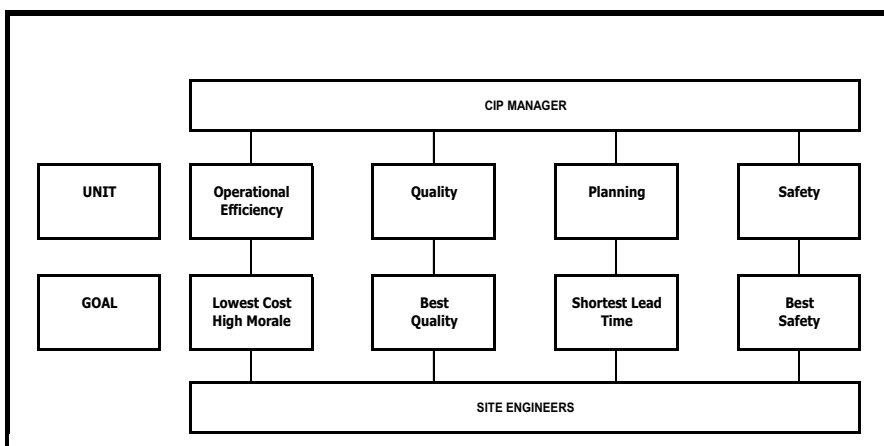 CIP MANAGER
UNIT
Operational
Efficiency
Quality
Planning
Safety
GOAL
Lowest Cost
High Morale
Best
Quality
Shortest Lead
Time
Best
Safety
SITE ENGINEERS